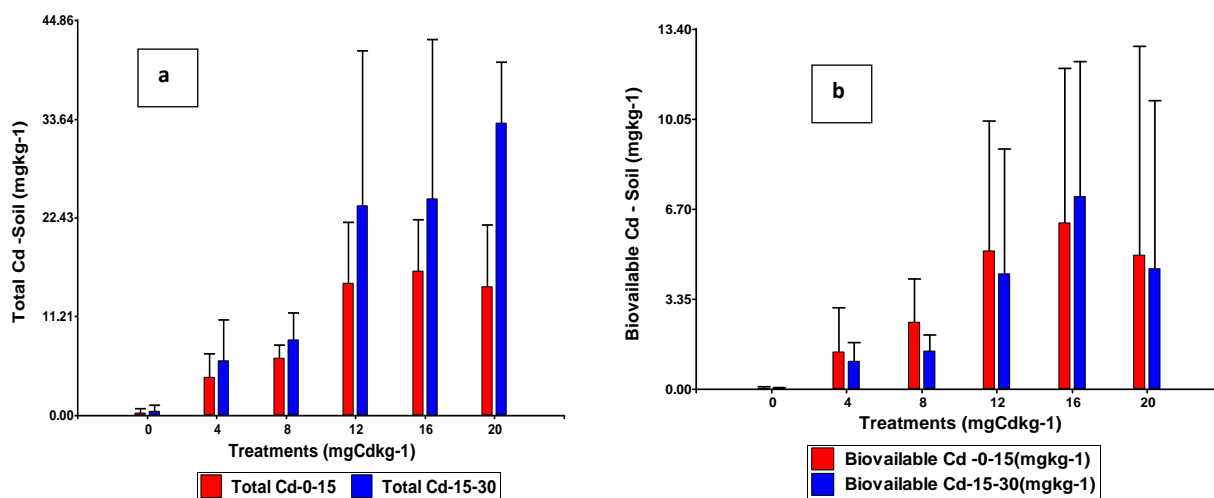 a
Total Cd -Soil (mgkg-1)
44.86
33.64
22.43
11.21
0.00
0 4 8 12 16 20
Treatments (mgCdkg-1)
Total Cd-0-15 Total Cd-15-30
b
Biovailable Cd - Soil (mgkg-1)
13.40
10.05
6.70
3.35
0.00
0 4 8 12 16 20
Treatments (mgCdkg-1)
Biovailable Cd -0-15(mgkg-1)
Biovailable Cd-15-30(mgkg-1)